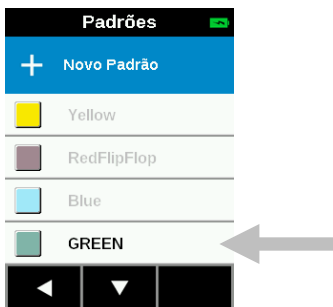 Padrões
Novo Padrão
Yellow
RedFlipFlop
Blue
GREEN